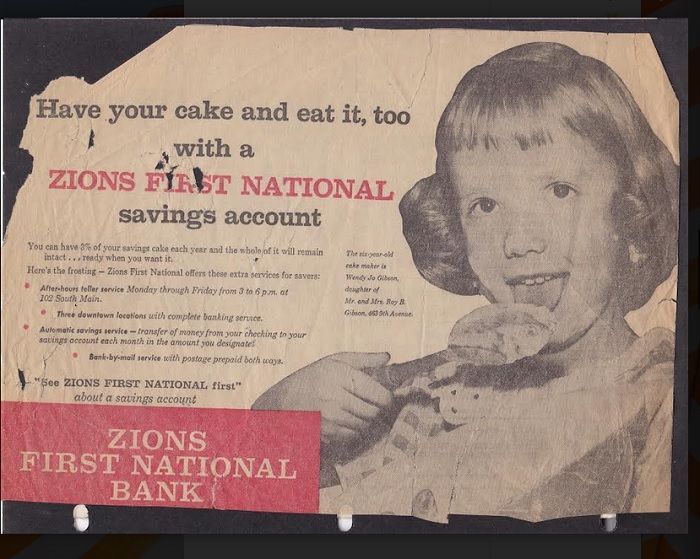 Have your cake and eat it, too
with a
ZIONS FIRST NATIONAL
savings account
You can have 3% of your savings cake each year and the whole of it will remain
intact . . . ready when you want it.
Here's the frosting — Zions First National offers these extra services for savers:
• After-hours teller service Monday through Friday from 3 to 6 p.m. at
102 South Main.
• Three downtown locations with complete banking service.
• Automatic savings service — transfer of money from your checking to your
savings account each month in the amount you designate!
• Bank-by-mail service with postage prepaid both ways.
"See ZIONS FIRST NATIONAL first"
about a savings account
The six-year-old
cake maker is
Wendy Jo Gibson,
daughter of
Mr. and Mrs. Roy B.
Gibson, 463 9th Avenue.
ZIONS
FIRST NATIONAL
BANK